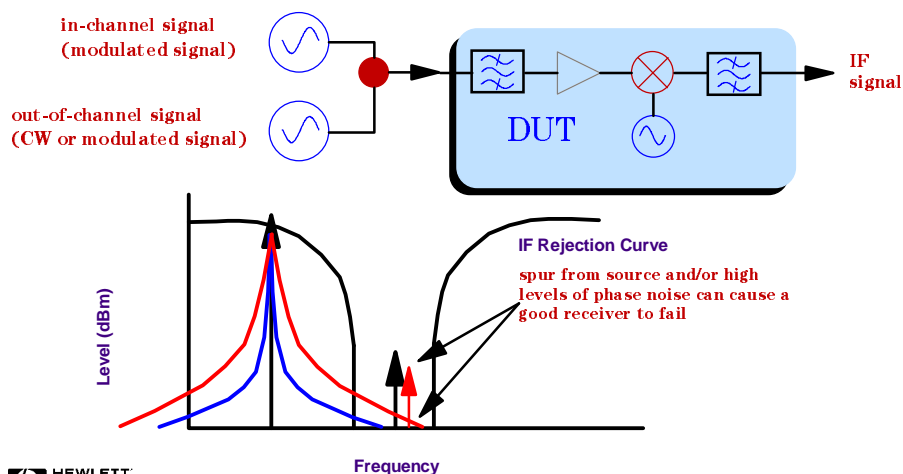 in-channel signal
(modulated signal)
out-of-channel signal
(CW or modulated signal)
DUT
IF
signal
IF Rejection Curve
spur from source and/or high
levels of phase noise can cause a
good receiver to fail
Level (dBm)
Frequency
HEWLETT